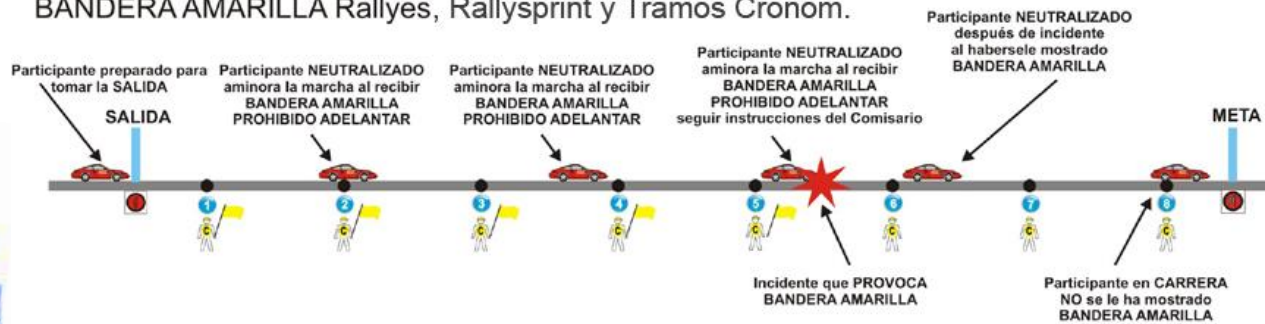 BANDERA AMARILLA Rallyes, Rallysprint y Tramos Cronom.
Participante preparado para
tomar la SALIDA
SALIDA
Participante NEUTRALIZADO
aminora la marcha al recibir
BANDERA AMARILLA
PROHIBIDO ADELANTAR
Participante NEUTRALIZADO
aminora la marcha al recibir
BANDERA AMARILLA
PROHIBIDO ADELANTAR
Participante NEUTRALIZADO
aminora la marcha al recibir
BANDERA AMARILLA
PROHIBIDO ADELANTAR
seguir instrucciones del Comisario
Participante NEUTRALIZADO
después de incidente
al habersele mostrado
BANDERA AMARILLA
META
1
2
3
4
5
6
7
8
C
C
C
C
C
C
C
C
Incidente que PROVOCA
BANDERA AMARILLA
Participante en CARRERA
NO se le ha mostrado
BANDERA AMARILLA